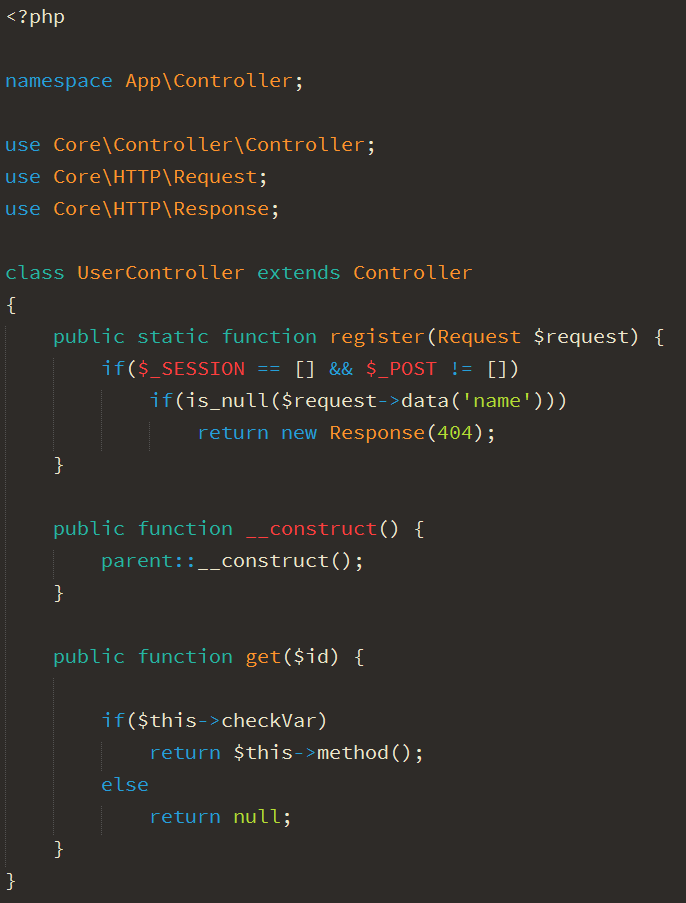 <?php
namespace App\Controller;
use Core\Controller\Controller;
use Core\HTTP\Request;
use Core\HTTP\Response;
class UserController extends Controller
{
    public static function register(Request $request) {
        if($_SESSION == [] && $_POST != [])
            if(is_null($request->data('name')))
                return new Response(404);
    }
    public function __construct() {
        parent::__construct();
    }
    public function get($id) {
        if($this->checkVar)
            return $this->method();
        else
            return null;
    }
}